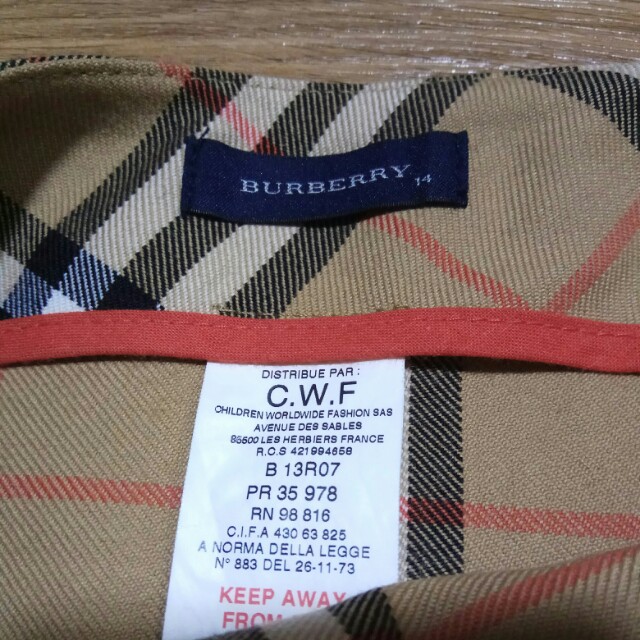 BURBERRY 14
DISTRIBUE PAR :
C.W.F
CHILDREN WORLDWIDE FASHION SAS
AVENUE DES SABLES
85500 LES HERBIERS FRANCE
R.C.S 421994658
B 13R07
PR 35 978
RN 98 816
C.I.F.A 430 63 825
A NORMA DELLA LEGGE
N° 883 DEL 26-11-73
KEEP AWAY
FROM